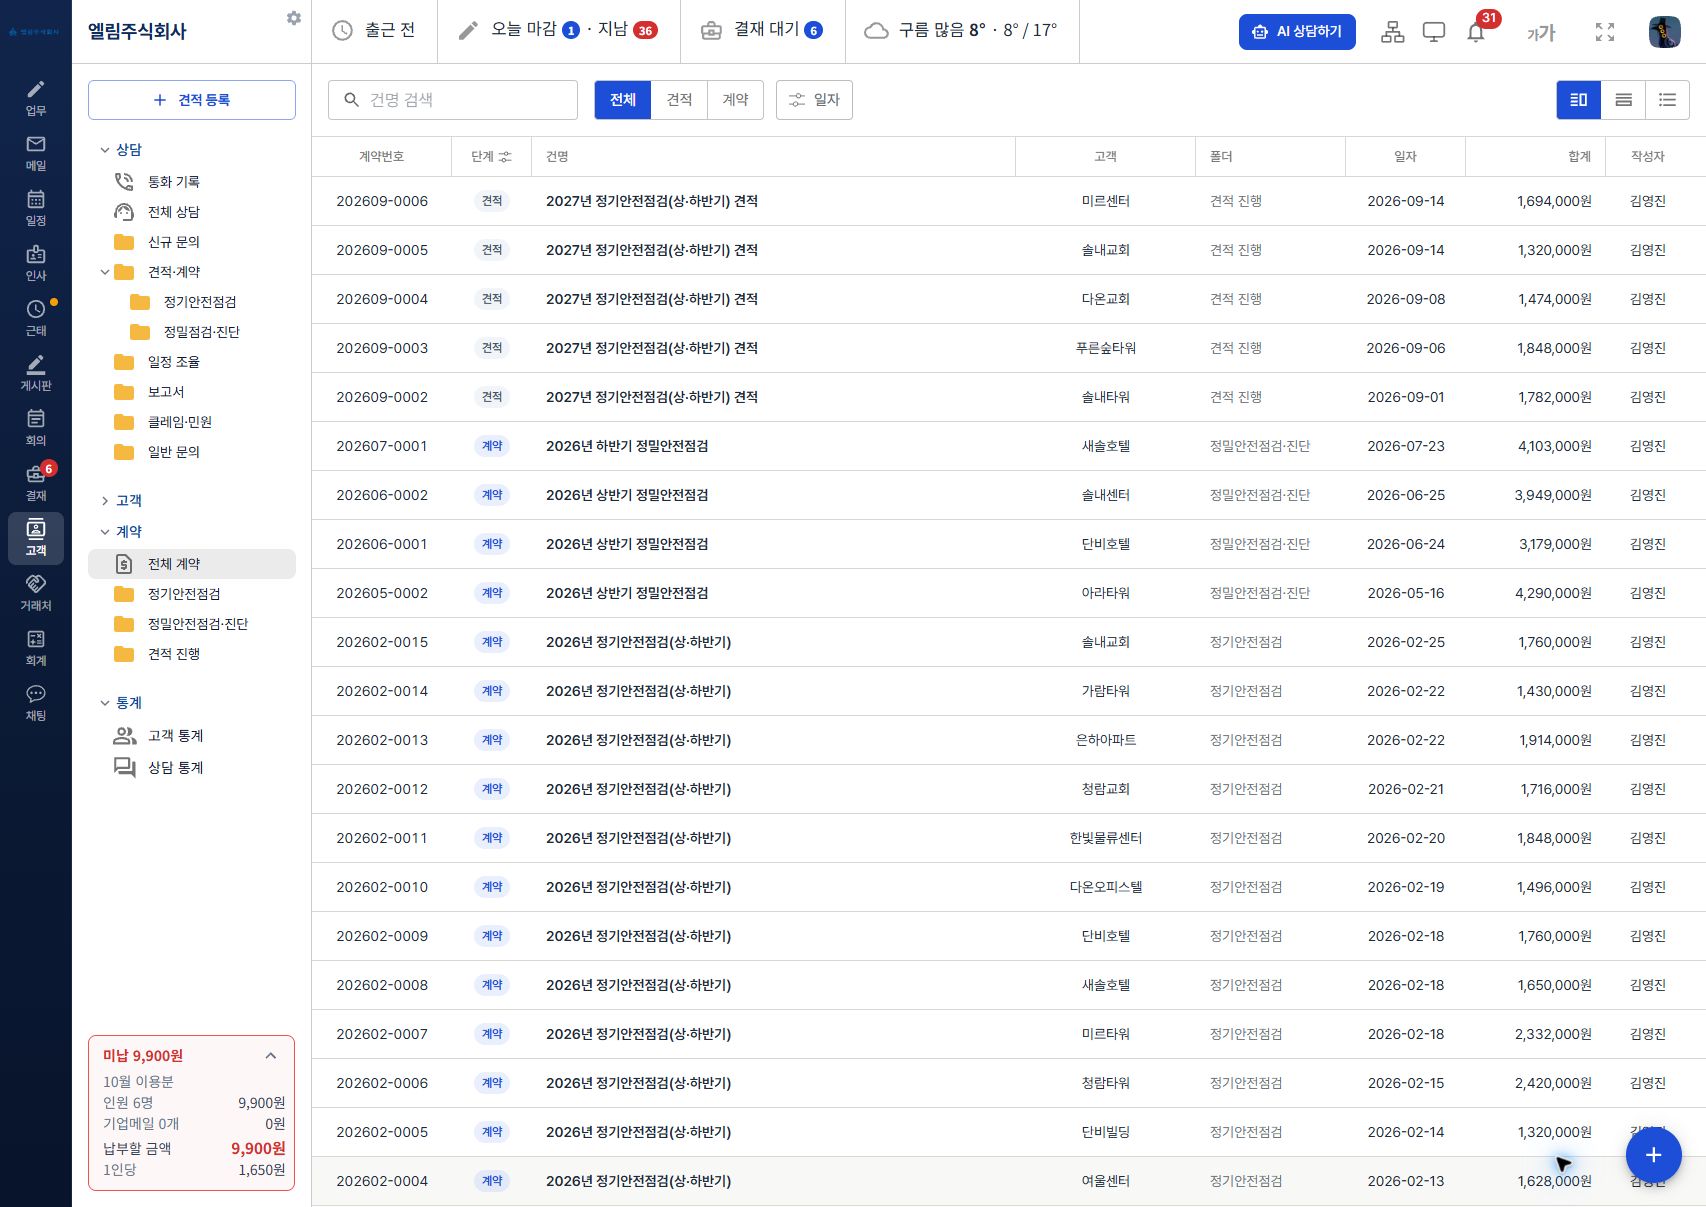 엘림주식회사
엘림주식회사
출근 전
오늘 마감 1 · 지남 36
결재 대기 6
구름 많음 8° · 8° / 17°
AI 상담하기
31
가가
업무
메일
일정
인사
근태
게시판
회의
6
결재
고객
거래처
회계
채팅
+ 견적 등록
상담
통화 기록
전체 상담
신규 문의
견적·계약
정기안전점검
정밀점검·진단
일정 조율
보고서
클레임·민원
일반 문의
고객
계약
전체 계약
정기안전점검
정밀안전점검·진단
견적 진행
통계
고객 통계
상담 통계
미납 9,900원
10월 이용분
인원 6명 9,900원
기업메일 0개 0원
납부할 금액 9,900원
1인당 1,650원
건명 검색
전체 견적 계약
일자
계약번호 단계 건명 고객 폴더 일자 합계 작성자
202609-0006 견적 2027년 정기안전점검(상·하반기) 견적 미르센터 견적 진행 2026-09-14 1,694,000원 김영진
202609-0005 견적 2027년 정기안전점검(상·하반기) 견적 솔내교회 견적 진행 2026-09-14 1,320,000원 김영진
202609-0004 견적 2027년 정기안전점검(상·하반기) 견적 다온교회 견적 진행 2026-09-08 1,474,000원 김영진
202609-0003 견적 2027년 정기안전점검(상·하반기) 견적 푸른숲타워 견적 진행 2026-09-06 1,848,000원 김영진
202609-0002 견적 2027년 정기안전점검(상·하반기) 견적 솔내타워 견적 진행 2026-09-01 1,782,000원 김영진
202607-0001 계약 2026년 하반기 정밀안전점검 새솔호텔 정밀안전점검·진단 2026-07-23 4,103,000원 김영진
202606-0002 계약 2026년 상반기 정밀안전점검 솔내센터 정밀안전점검·진단 2026-06-25 3,949,000원 김영진
202606-0001 계약 2026년 상반기 정밀안전점검 단비호텔 정밀안전점검·진단 2026-06-24 3,179,000원 김영진
202605-0002 계약 2026년 상반기 정밀안전점검 아라타워 정밀안전점검·진단 2026-05-16 4,290,000원 김영진
202602-0015 계약 2026년 정기안전점검(상·하반기) 솔내교회 정기안전점검 2026-02-25 1,760,000원 김영진
202602-0014 계약 2026년 정기안전점검(상·하반기) 가람타워 정기안전점검 2026-02-22 1,430,000원 김영진
202602-0013 계약 2026년 정기안전점검(상·하반기) 은하아파트 정기안전점검 2026-02-22 1,914,000원 김영진
202602-0012 계약 2026년 정기안전점검(상·하반기) 청람교회 정기안전점검 2026-02-21 1,716,000원 김영진
202602-0011 계약 2026년 정기안전점검(상·하반기) 한빛물류센터 정기안전점검 2026-02-20 1,848,000원 김영진
202602-0010 계약 2026년 정기안전점검(상·하반기) 다온오피스텔 정기안전점검 2026-02-19 1,496,000원 김영진
202602-0009 계약 2026년 정기안전점검(상·하반기) 단비호텔 정기안전점검 2026-02-18 1,760,000원 김영진
202602-0008 계약 2026년 정기안전점검(상·하반기) 새솔호텔 정기안전점검 2026-02-18 1,650,000원 김영진
202602-0007 계약 2026년 정기안전점검(상·하반기) 미르타워 정기안전점검 2026-02-18 2,332,000원 김영진
202602-0006 계약 2026년 정기안전점검(상·하반기) 청람타워 정기안전점검 2026-02-15 2,420,000원 김영진
202602-0005 계약 2026년 정기안전점검(상·하반기) 단비빌딩 정기안전점검 2026-02-14 1,320,000원 김영진
202602-0004 계약 2026년 정기안전점검(상·하반기) 여울센터 정기안전점검 2026-02-13 1,628,000원 김영진